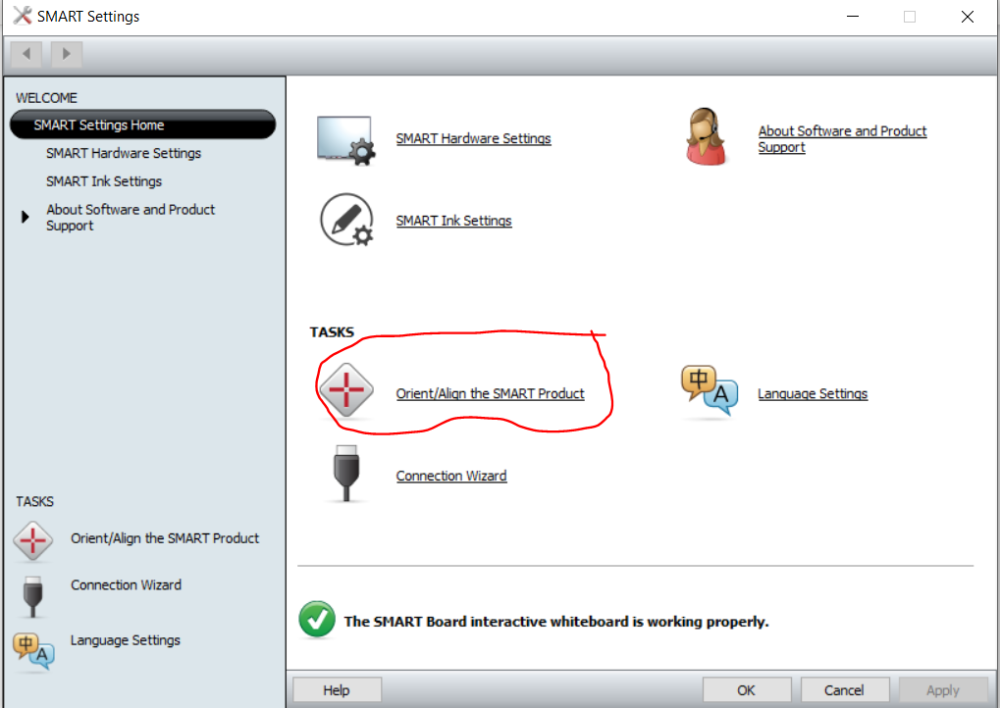 SMART Settings
WELCOME
SMART Settings Home
SMART Hardware Settings
SMART Ink Settings
About Software and Product
Support
TASKS
Orient/Align the SMART Product
Connection Wizard
Language Settings
SMART Hardware Settings
About Software and Product
Support
SMART Ink Settings
TASKS
Orient/Align the SMART Product
中
A
Language Settings
Connection Wizard
The SMART Board interactive whiteboard is working properly.
中
A
Help
OK
Cancel
Apply